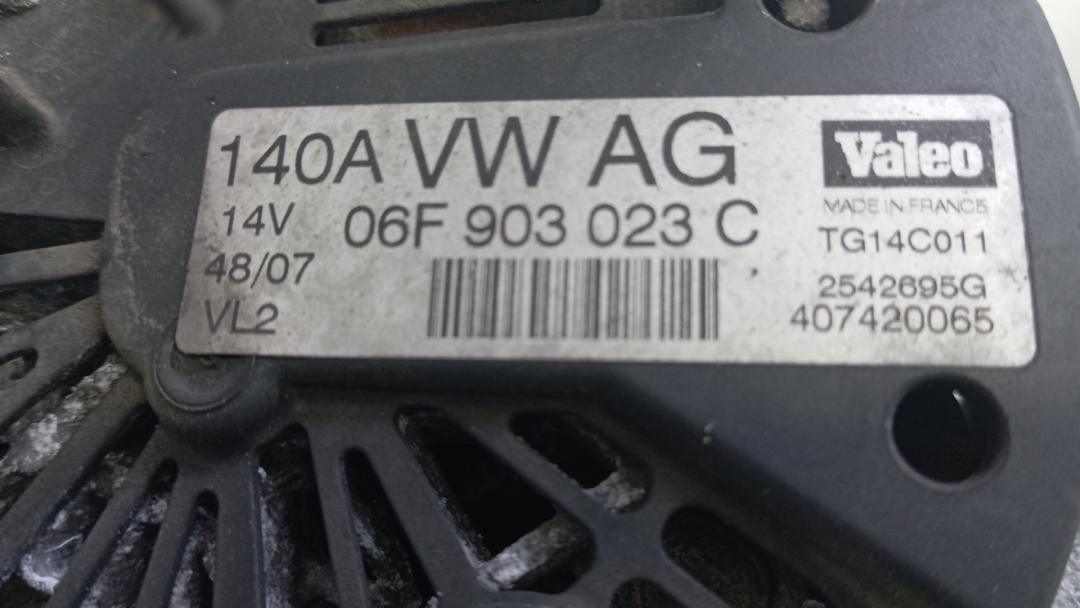 140A VW AG
Valeo
MADE IN FRANCE
14V 06F 903 023 C
TG14C011
48/07
2542695G
VL2
407420065